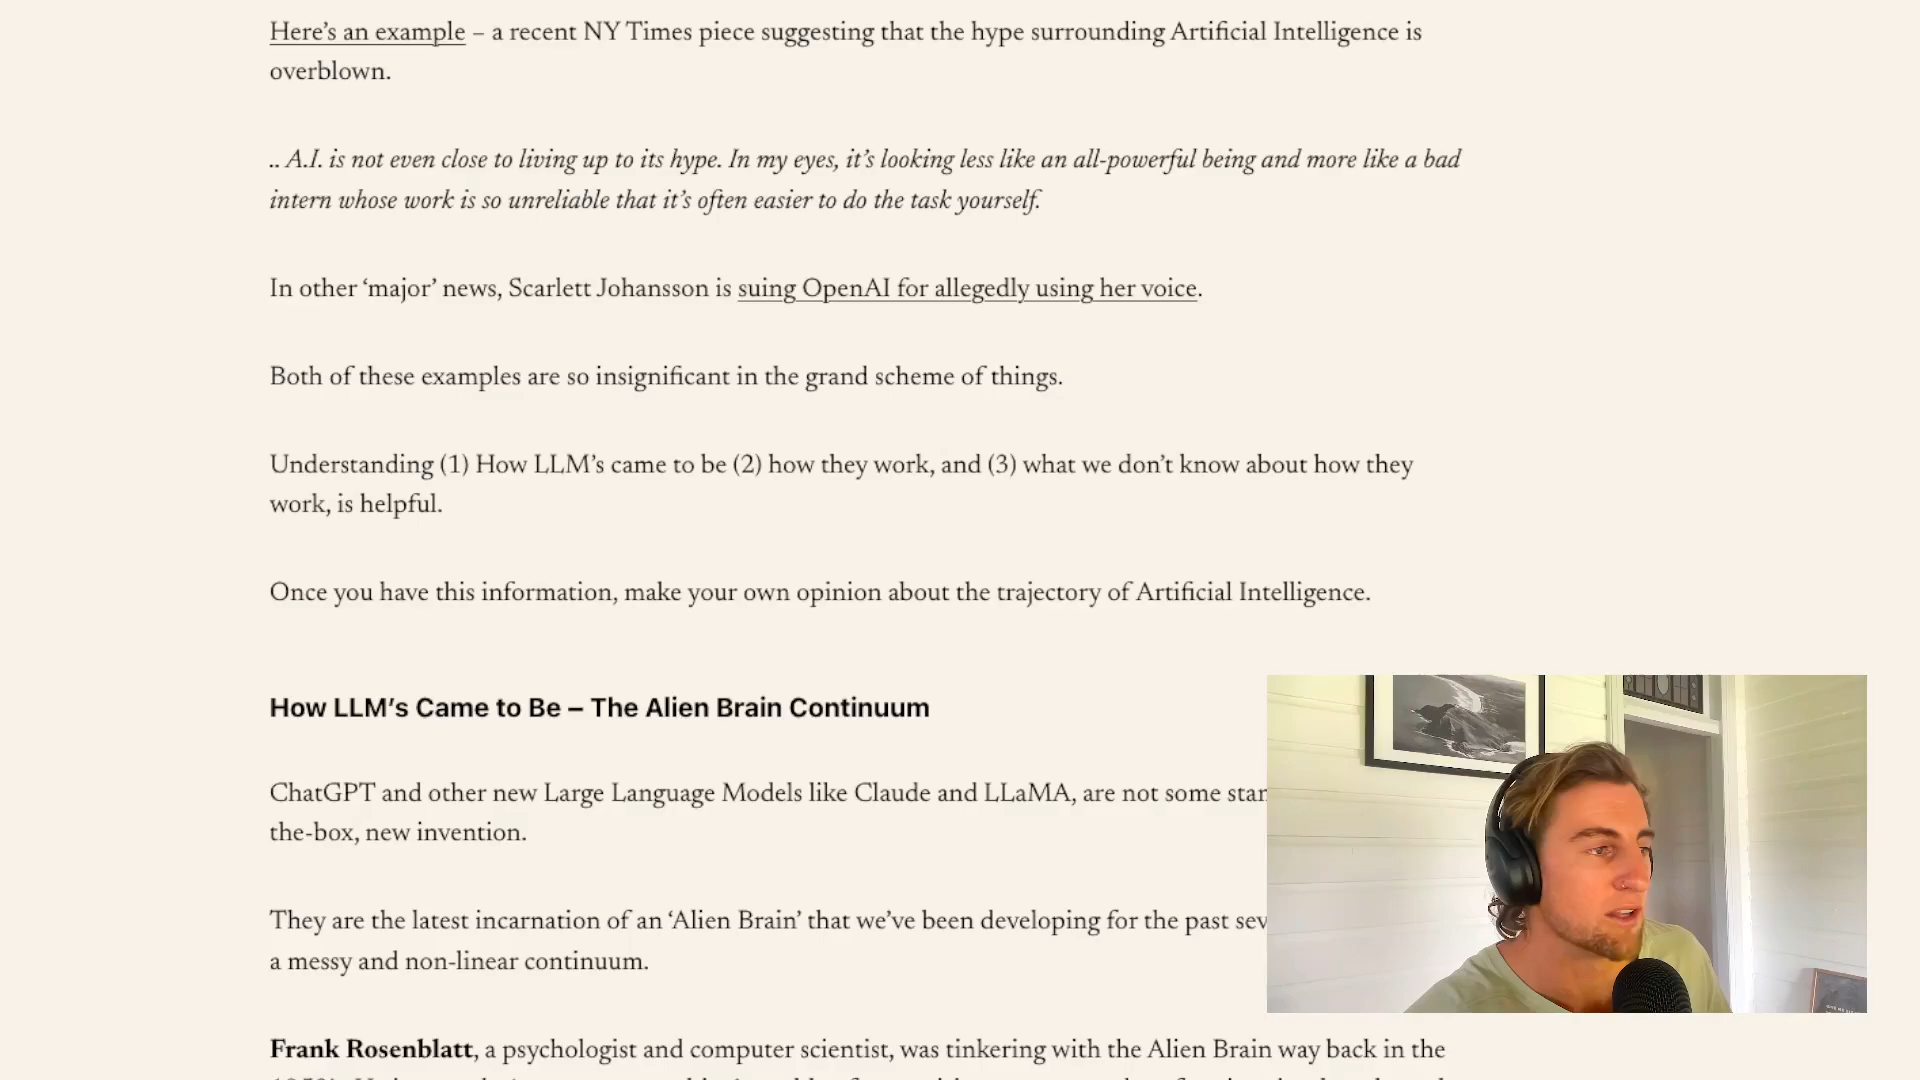 Here’s an example – a recent NY Times piece suggesting that the hype surrounding Artificial Intelligence is
overblown.
.. A.I. is not even close to living up to its hype. In my eyes, it’s looking less like an all-powerful being and more like a bad
intern whose work is so unreliable that it’s often easier to do the task yourself.
In other ‘major’ news, Scarlett Johansson is suing OpenAI for allegedly using her voice.
Both of these examples are so insignificant in the grand scheme of things.
Understanding (1) How LLM’s came to be (2) how they work, and (3) what we don’t know about how they
work, is helpful.
Once you have this information, make your own opinion about the trajectory of Artificial Intelligence.
How LLM’s Came to Be – The Alien Brain Continuum
ChatGPT and other new Large Language Models like Claude and LLaMA, are not some
the-box, new invention.
They are the latest incarnation of an ‘Alien Brain’ that we’ve been developing for the past
a messy and non-linear continuum.
Frank Rosenblatt, a psychologist and computer scientist, was tinkering with the Alien Brain way back in the